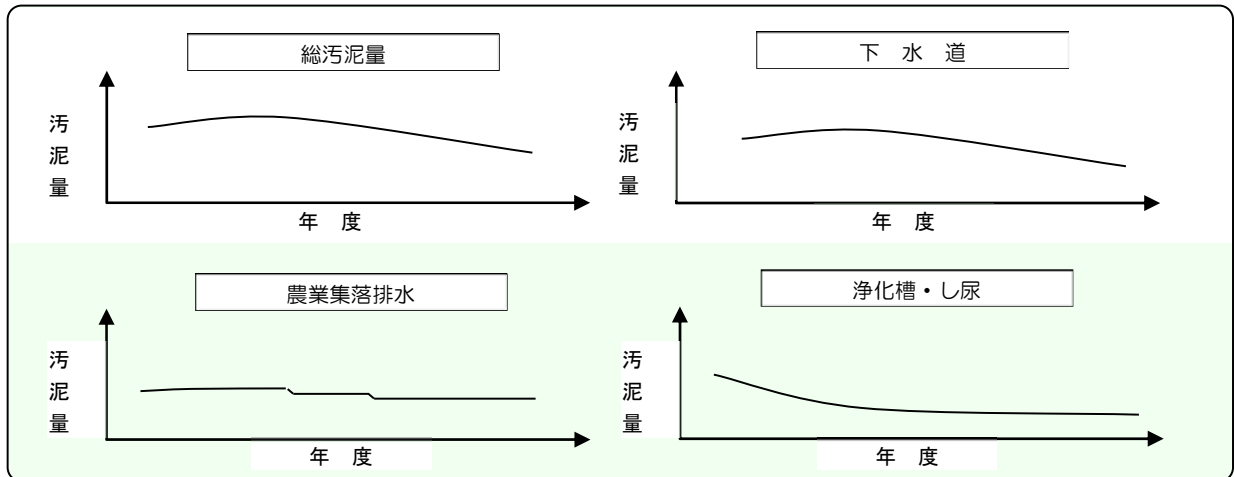 総汚泥量
汚泥量
年 度
下 水 道
汚泥量
年 度
農業集落排水
汚泥量
年 度
浄化槽・し尿
汚泥量
年 度